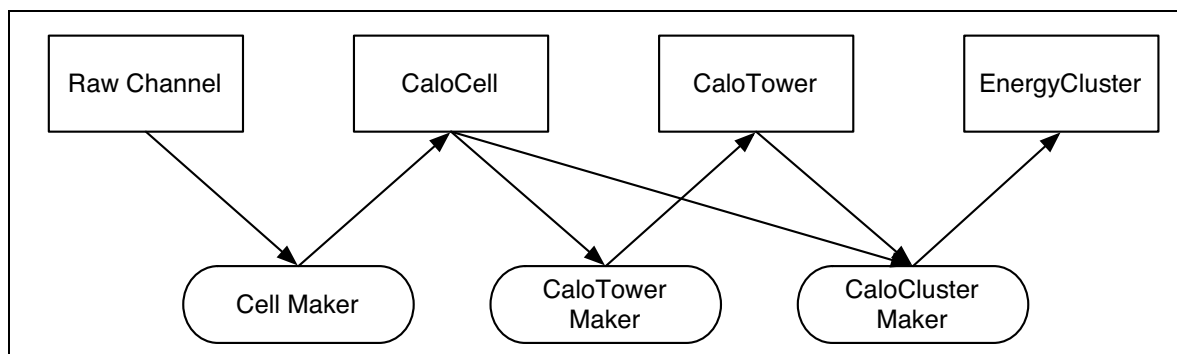 Raw Channel
CaloCell
CaloTower
EnergyCluster
Cell Maker
CaloTower
Maker
CaloCluster
Maker